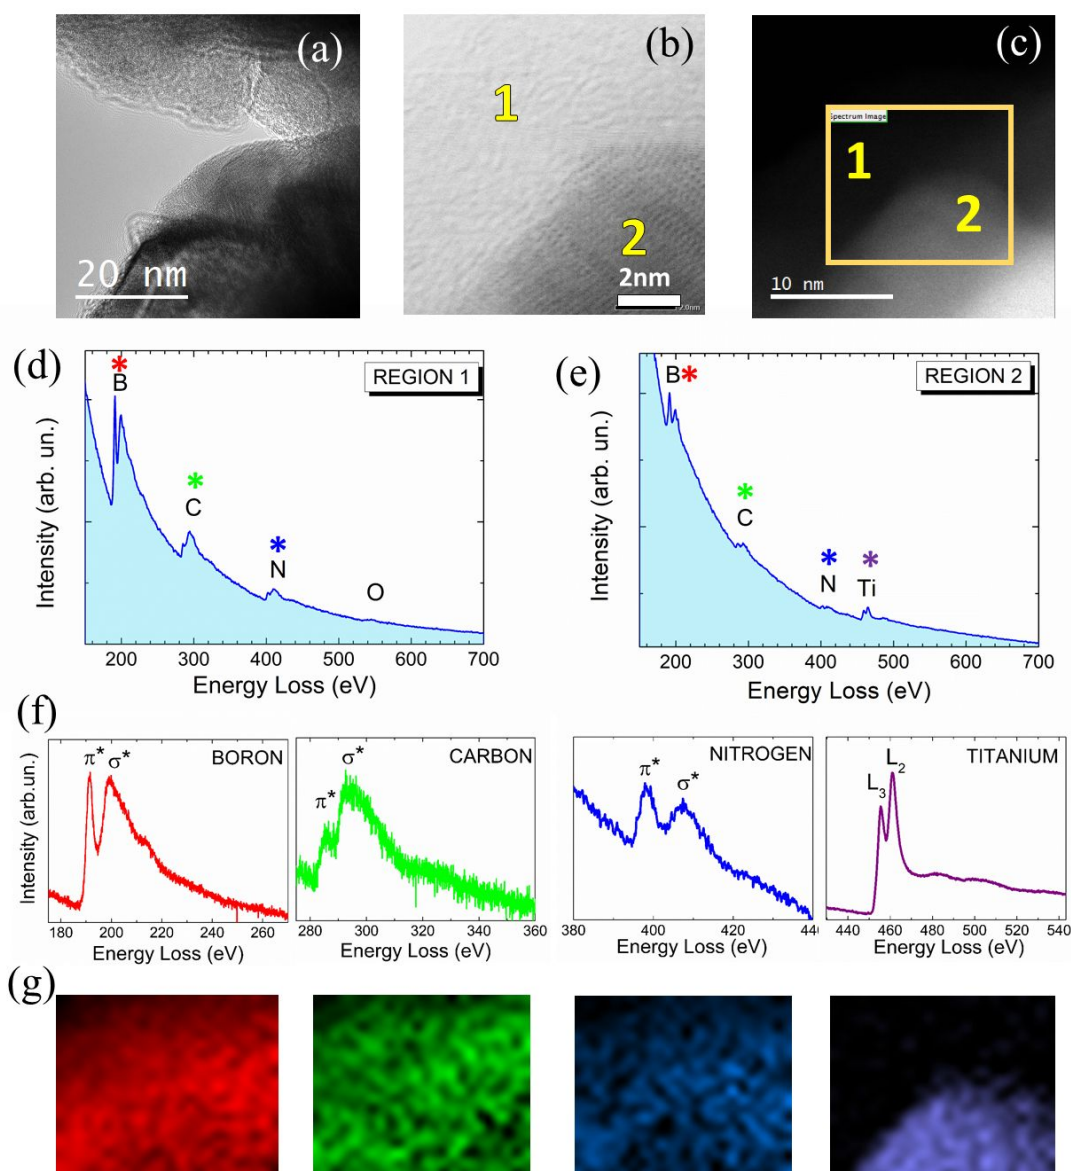 (a)
20 nm
(b)
1
2
2nm
2.0nm
(c)
Spectrum Image
1
2
10 nm
(d)
Intensity (arb. un.)
*
B
REGION 1
*
C
*
N
O
200 300 400 500 600 700
Energy Loss (eV)
(e)
Intensity (arb. un.)
B*
REGION 2
*
C
*
N
*
Ti
200 300 400 500 600 700
Energy Loss (eV)
(f)
Intensity (arb.un.)
π* σ*
BORON
180 200 220 240 260
Energy Loss (eV)
π*
σ*
CARBON
280 300 320 340 360
Energy Loss (eV)
π*
σ*
NITROGEN
380 400 420 44
Energy Loss (eV)
L3
L2
TITANIUM
440 460 480 500 520 540
Energy Loss (eV)
(g)